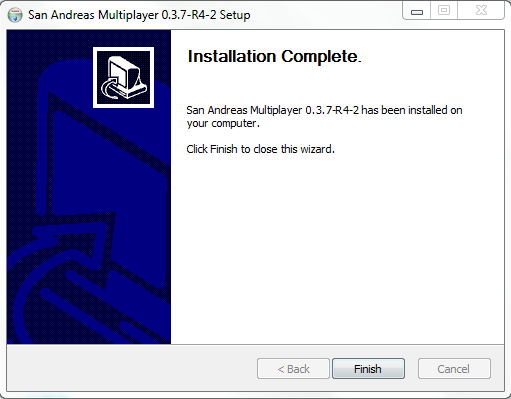 San Andreas Multiplayer 0.3.7-R4-2 Setup
Installation Complete.
San Andreas Multiplayer 0.3.7-R4-2 has been installed on
your computer.
Click Finish to close this wizard.
< Back
Finish
Cancel